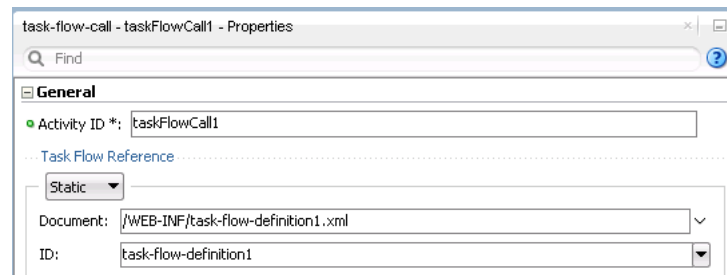 task-flow-call - taskFlowCall1 - Properties
Find
General
Activity ID *: taskFlowCall1
Task Flow Reference
Static
Document: /WEB-INF/task-flow-definition1.xml
ID: task-flow-definition1